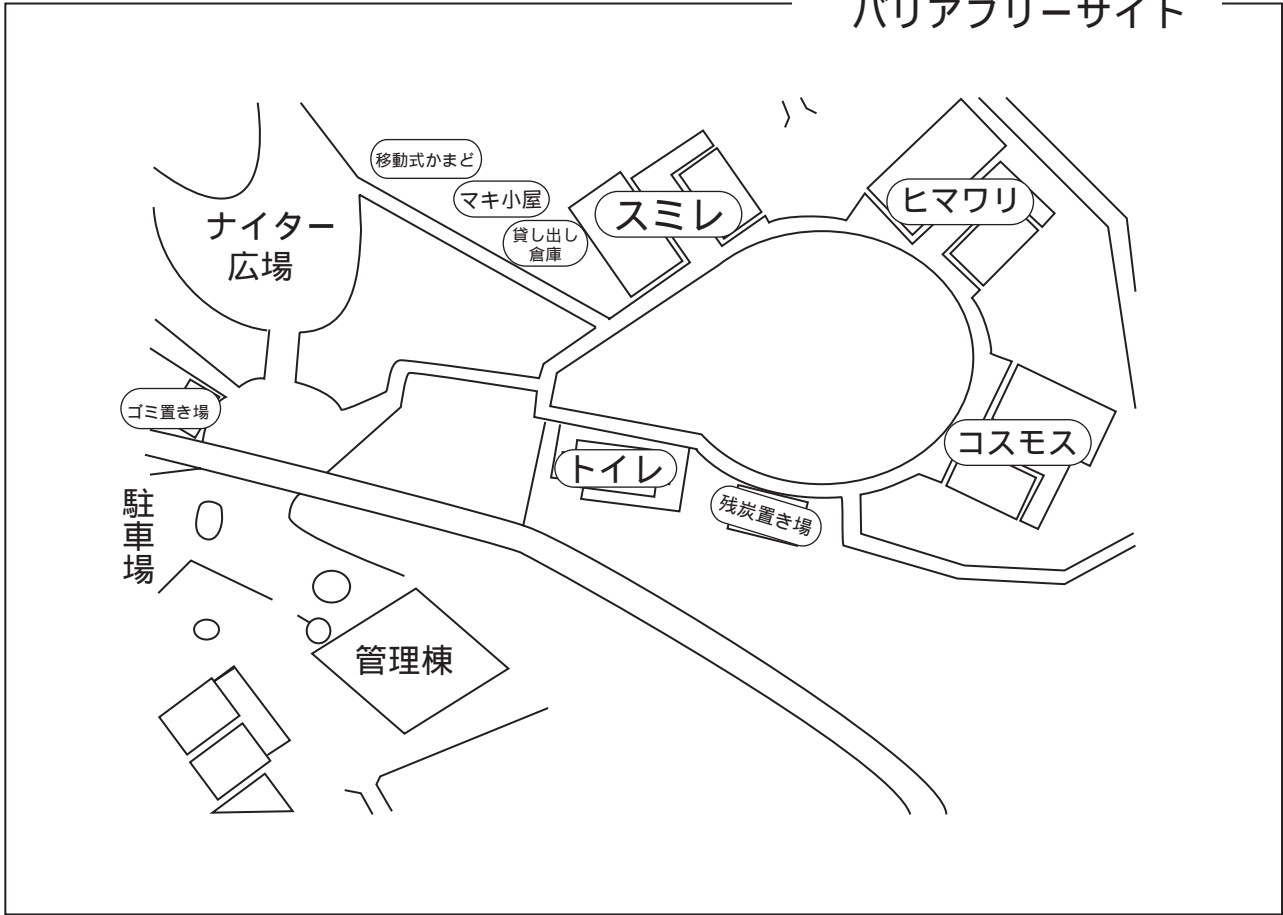 バリアフリーサイト
移動式かまど
マキ小屋
貸し出し
倉庫
スミレ
ヒマワリ
ナイター
広場
ゴミ置き場
トイレ
コスモス
残炭置き場
駐車場
管理棟